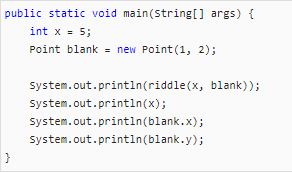 public static void main(String[] args) {
    int x = 5;
    Point blank = new Point(1, 2);

    System.out.println(riddle(x, blank));
    System.out.println(x);
    System.out.println(blank.x);
    System.out.println(blank.y);
}